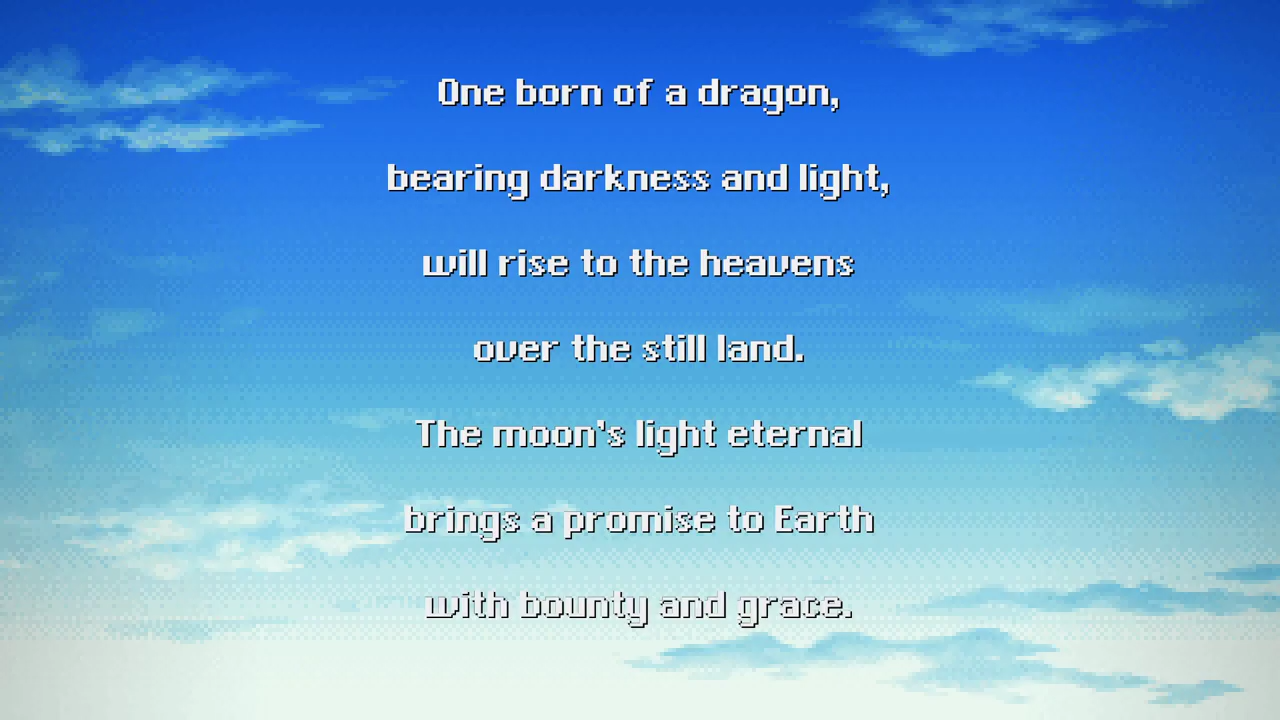 One born of a dragon,
bearing darkness and light,
will rise to the heavens
over the still land.
The moon's light eternal
brings a promise to Earth
with bounty and grace.